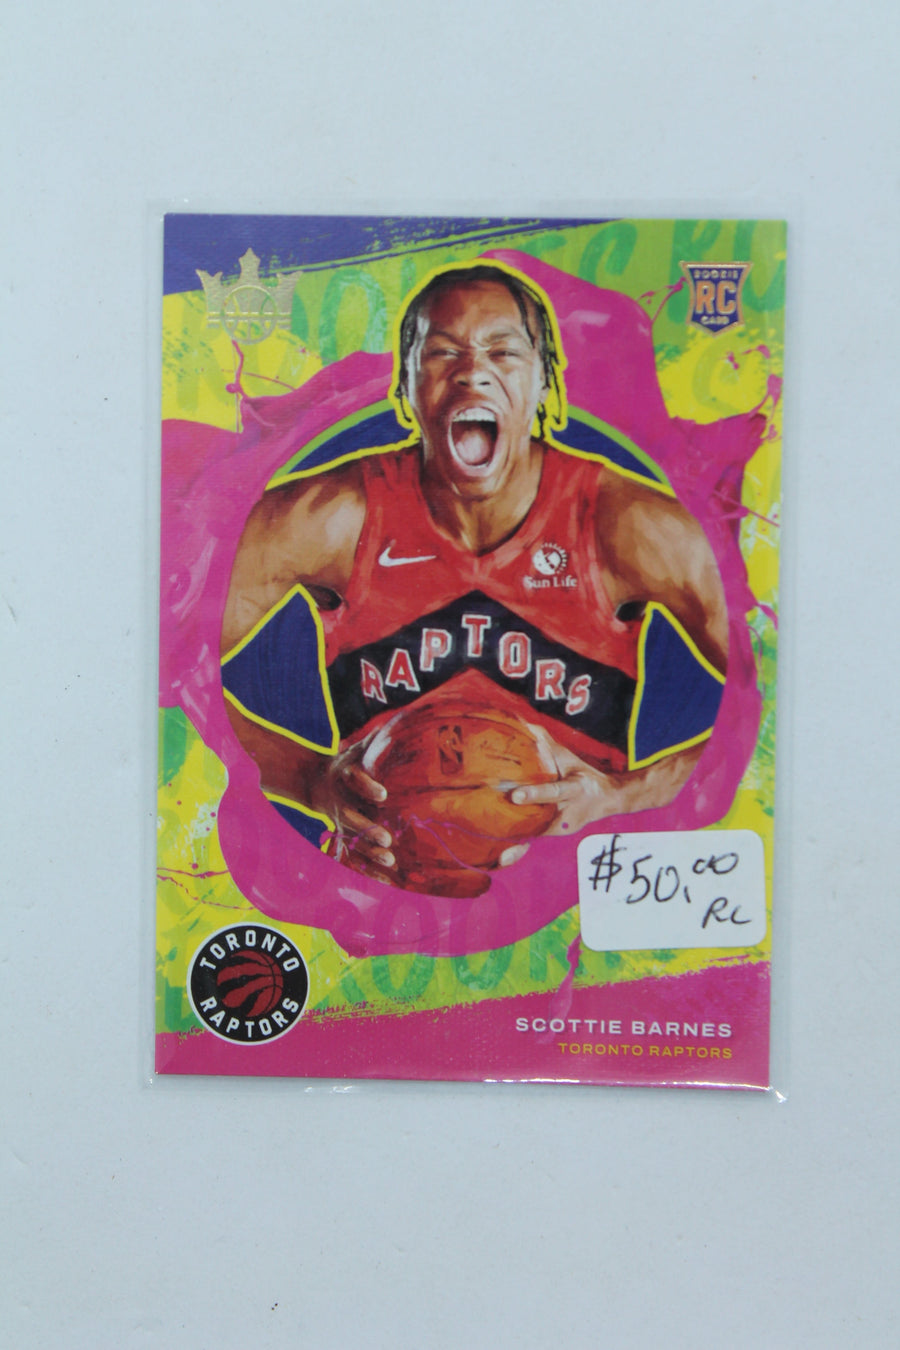 ROOKIE
RC
CARD
Sun Life
RAPTORS
$50.00
RC
TORONTO
RAPTORS
SCOTTIE BARNES
TORONTO RAPTORS